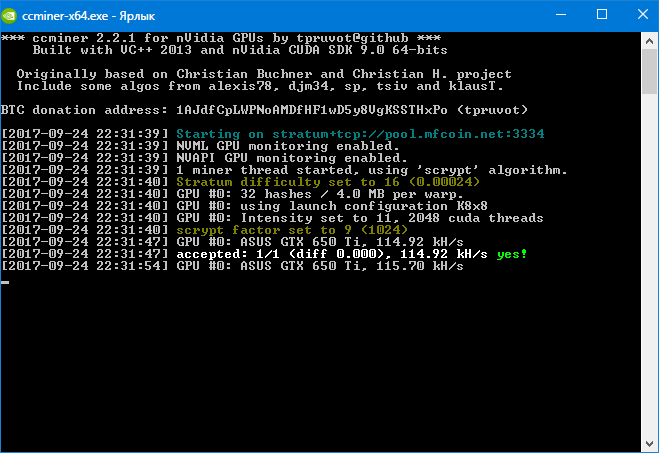 ccminer-x64.exe - Ярлык
*** ccminer 2.2.1 for nVidia GPUs by tpruvot@github ***
Built with VC++ 2013 and nVidia CUDA SDK 9.0 64-bits
Originally based on Christian Buchner and Christian H. project
Include some algos from alexis78, djm34, sp, tsiv and klausT.
BTC donation address: 1AJdfCpLWPNoAMDfHF1wD5y8VgKSSTHxPo (tpruvot)
[2017-09-24 22:31:39] Starting on stratum+tcp://pool.mfcoin.net:3334
[2017-09-24 22:31:39] NVML GPU monitoring enabled.
[2017-09-24 22:31:39] NVAPI GPU monitoring enabled.
[2017-09-24 22:31:39] 1 miner thread started, using 'scrypt' algorithm.
[2017-09-24 22:31:40] Stratum difficulty set to 16 (0.00024)
[2017-09-24 22:31:40] GPU #0: 32 hashes / 4.0 MB per warp.
[2017-09-24 22:31:40] GPU #0: using launch configuration K8x8
[2017-09-24 22:31:40] GPU #0: Intensity set to 11, 2048 cuda threads
[2017-09-24 22:31:40] scrypt factor set to 9 (1024)
[2017-09-24 22:31:47] GPU #0: ASUS GTX 650 Ti, 114.92 kH/s
[2017-09-24 22:31:47] accepted: 1/1 (diff 0.000), 114.92 kH/s yes!
[2017-09-24 22:31:54] GPU #0: ASUS GTX 650 Ti, 115.70 kH/s